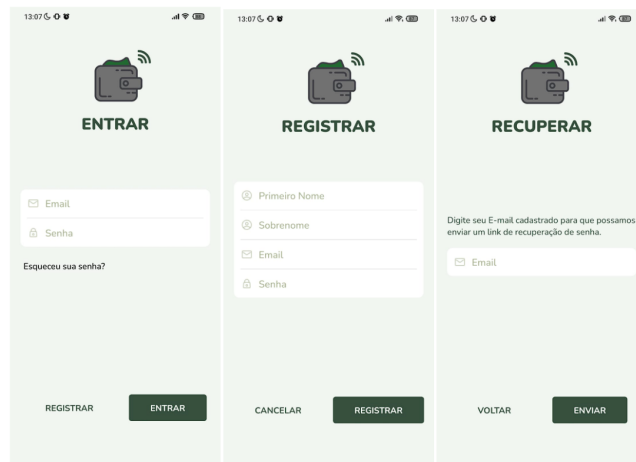 13:07
ENTRAR
Email
Senha
Esqueceu sua senha?
REGISTRAR
ENTRAR
13:07
REGISTRAR
Primeiro Nome
Sobrenome
Email
Senha
CANCELAR
REGISTRAR
13:07
RECUPERAR
Digite seu E-mail cadastrado para que possamos
enviar um link de recuperação de senha.
Email
VOLTAR
ENVIAR